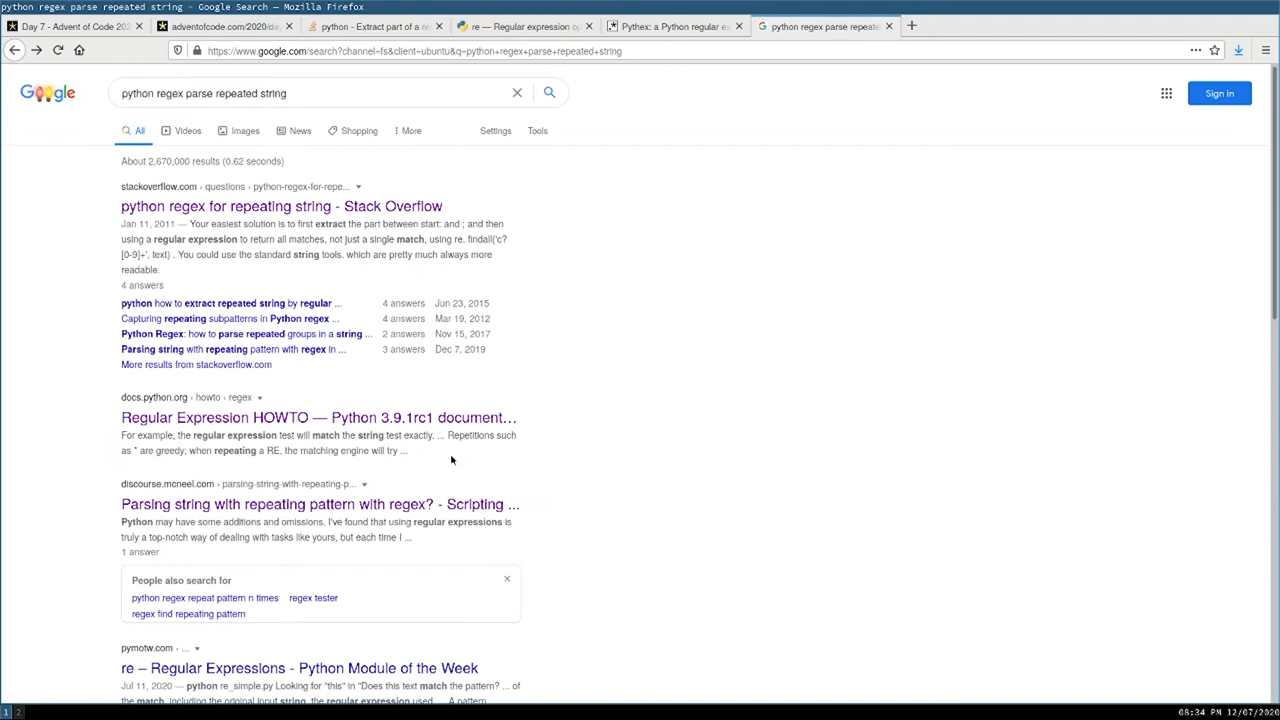 python regex parse repeated string - Google Search — Mozilla Firefox
Day 7 - Advent of Code 202
adventofcode.com/2020/da
python - Extract part of a re
re — Regular expression op
Pythex: a Python regular ex
python regex parse repeate
https://www.google.com/search?channel=fs&client=ubuntu&q=python+regex+parse+repeated+string
Google
python regex parse repeated string
Sign in
All
Videos
Images
News
Shopping
More
Settings
Tools
About 2,670,000 results (0.62 seconds)
stackoverflow.com › questions › python-regex-for-repe...
python regex for repeating string - Stack Overflow
Jan 11, 2011 — Your easiest solution is to first extract the part between start: and ; and then
using a regular expression to return all matches, not just a single match, using re. findall('c?
[0-9]+', text) . You could use the standard string tools, which are pretty much always more
readable.
4 answers
python how to extract repeated string by regular ... 4 answers Jun 23, 2015
Capturing repeating subpatterns in Python regex ... 4 answers Mar 19, 2012
Python Regex: how to parse repeated groups in a string ... 2 answers Nov 15, 2017
Parsing string with repeating pattern with regex in ... 3 answers Dec 7, 2019
More results from stackoverflow.com
docs.python.org › howto › regex
Regular Expression HOWTO — Python 3.9.1rc1 document...
For example, the regular expression test will match the string test exactly. ... Repetitions such
as * are greedy; when repeating a RE, the matching engine will try ...
discourse.mcneel.com › parsing-string-with-repeating-p...
Parsing string with repeating pattern with regex? - Scripting ...
Python may have some additions and omissions. I've found that using regular expressions is
truly a top-notch way of dealing with tasks like yours, but each time I ...
1 answer
People also search for
python regex repeat pattern n times regex tester
regex find repeating pattern
pymotw.com › ...
re – Regular Expressions - Python Module of the Week
Jul 11, 2020 — python re_simple.py Looking for "this" in "Does this text match the pattern? ... of
the match, including the original input string, the regular expression used ... A pattern
1 2
08:34 PM 12/07/2020